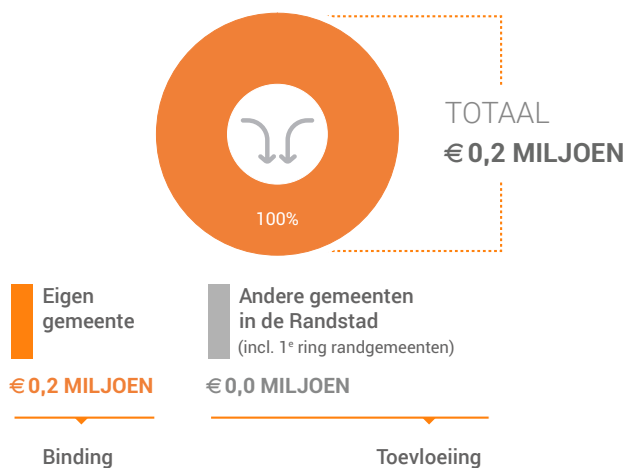 TOTAAL
€ 0,2 MILJOEN
100%
Eigen
gemeente
€ 0,2 MILJOEN
Binding
Andere gemeenten
in de Randstad
(incl. 1e ring randgemeenten)
€ 0,0 MILJOEN
Toevloeiing